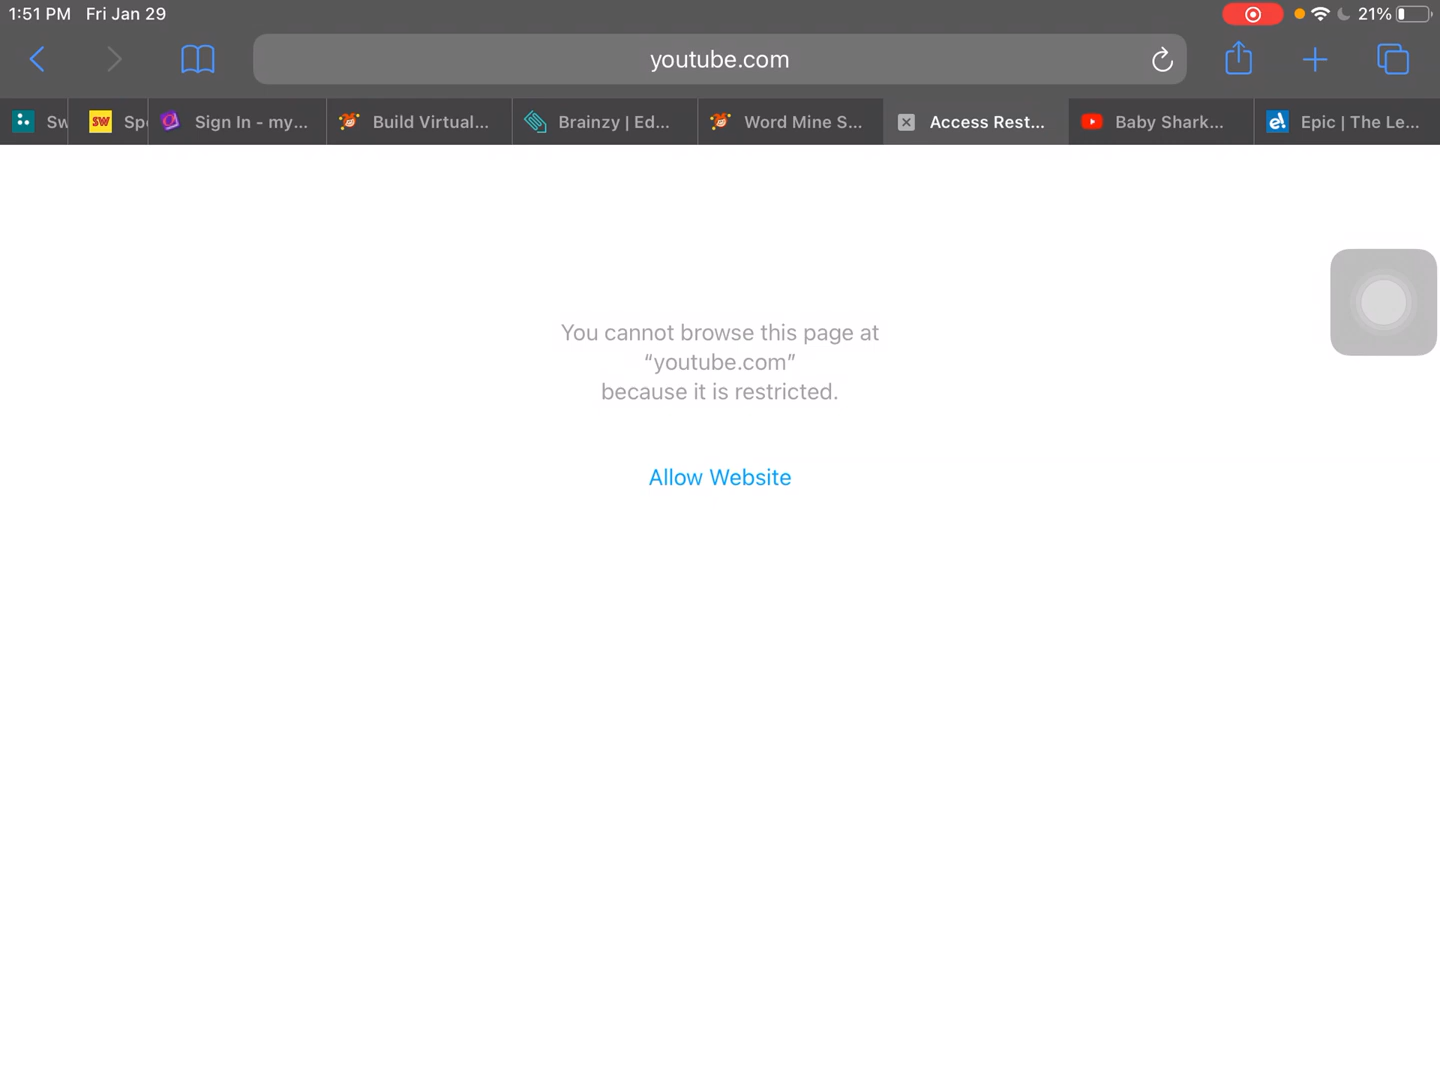 1:51 PM Fri Jan 29
21%
youtube.com
Sw
SW Spe
Sign In - my...
Build Virtual...
Brainzy | Ed...
Word Mine S...
Access Rest...
Baby Shark...
e! Epic | The Le...
You cannot browse this page at
“youtube.com”
because it is restricted.
Allow Website